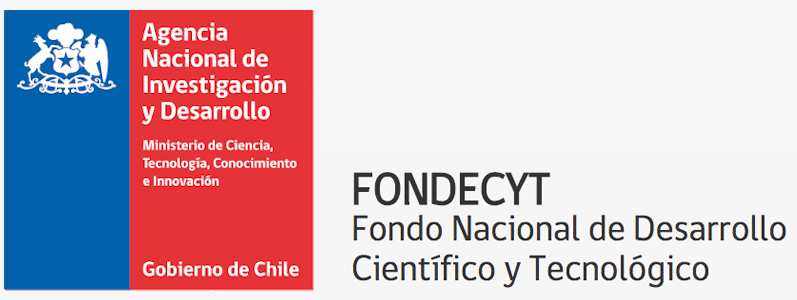 Agencia
Nacional de
Investigación
y Desarrollo
Ministerio de Ciencia,
Tecnología, Conocimiento
e Innovación
Gobierno de Chile
FONDECYT
Fondo Nacional de Desarrollo
Científico y Tecnológico